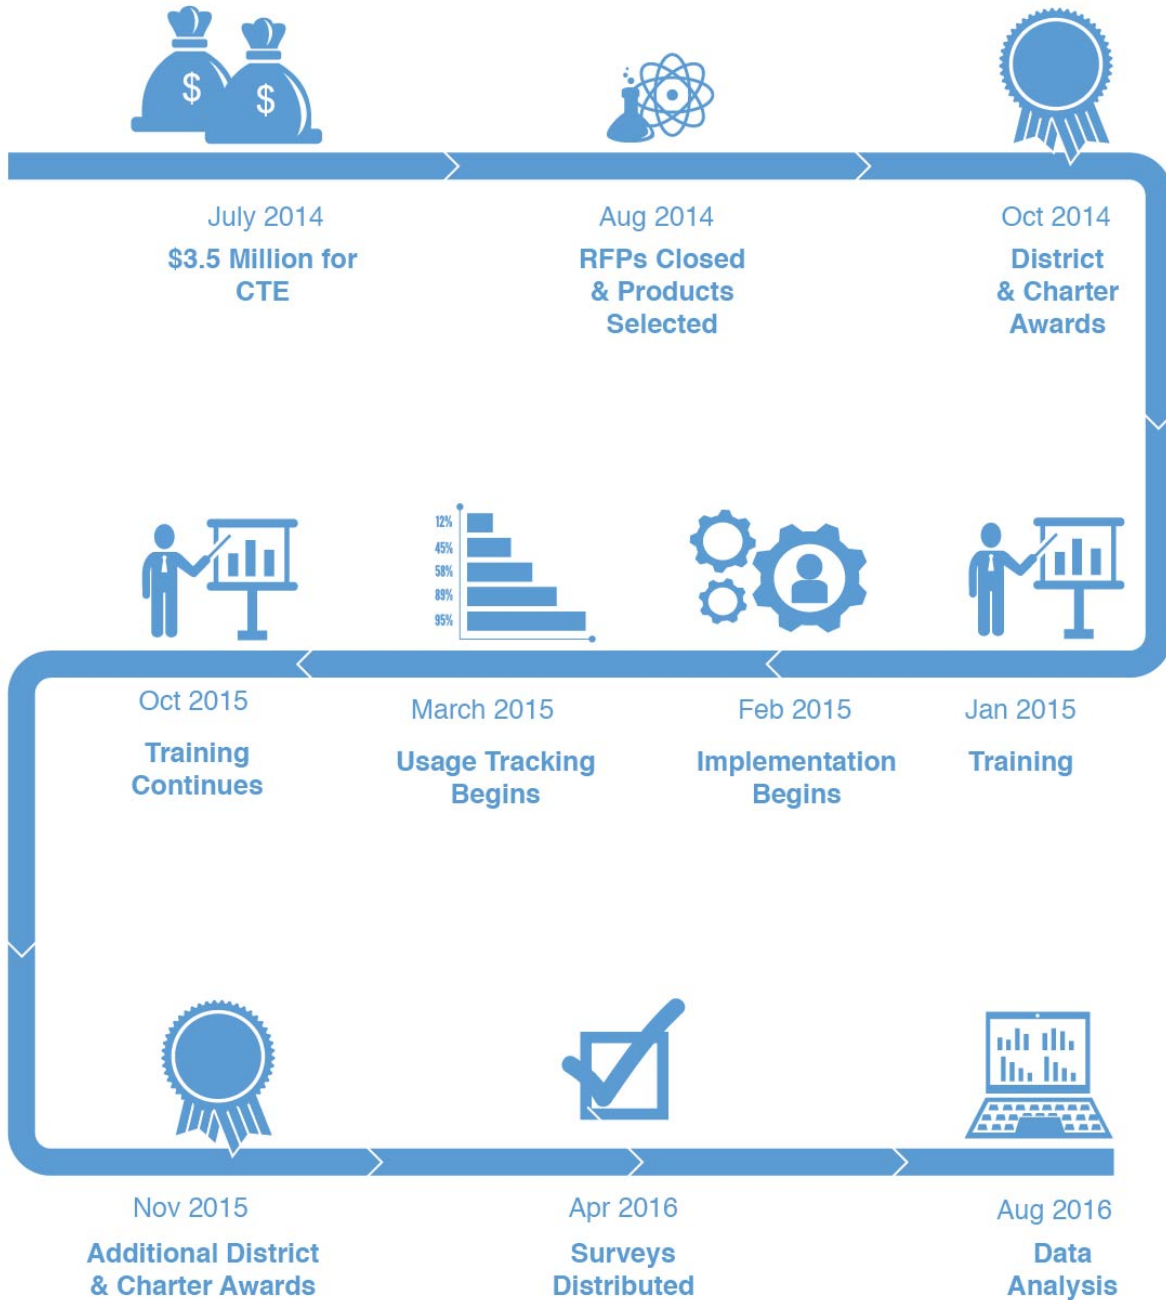 $
$
July 2014
$3.5 Million for
CTE
Aug 2014
RFPs Closed
& Products
Selected
Oct 2014
District
& Charter
Awards
12%
45%
58%
89%
95%
Oct 2015
Training
Continues
March 2015
Usage Tracking
Begins
Feb 2015
Implementation
Begins
Jan 2015
Training
Nov 2015
Additional District
& Charter Awards
Apr 2016
Surveys
Distributed
Aug 2016
Data
Analysis